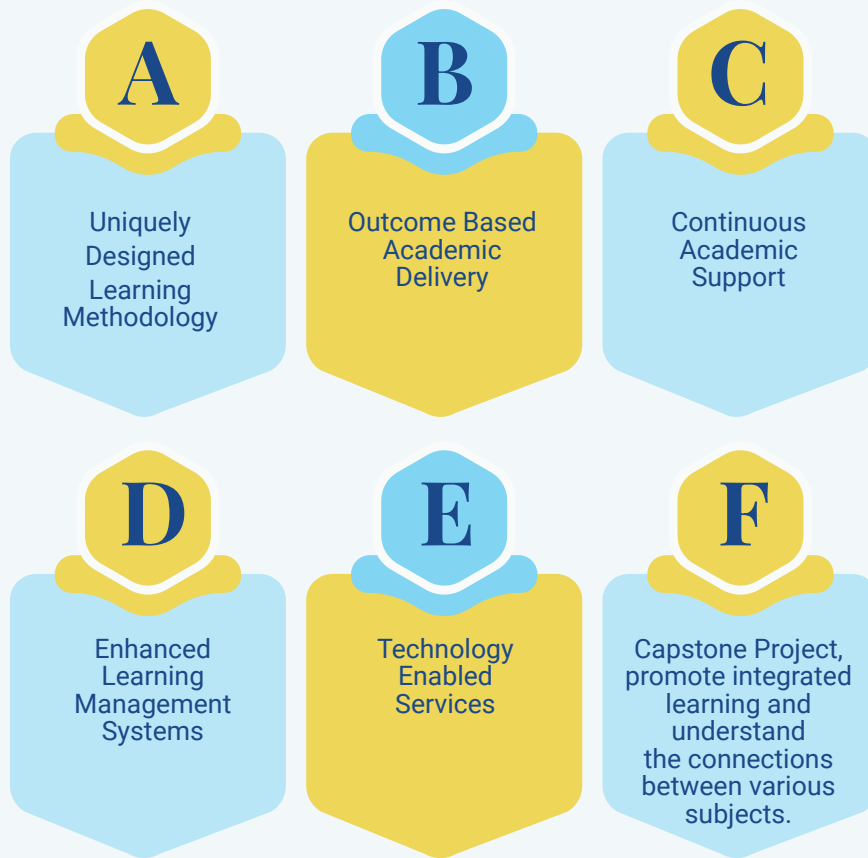 A
Uniquely
Designed
Learning
Methodology
B
Outcome Based
Academic
Delivery
C
Continuous
Academic
Support
D
Enhanced
Learning
Management
Systems
E
Technology
Enabled
Services
F
Capstone Project,
promote integrated
learning and
understand
the connections
between various
subjects.